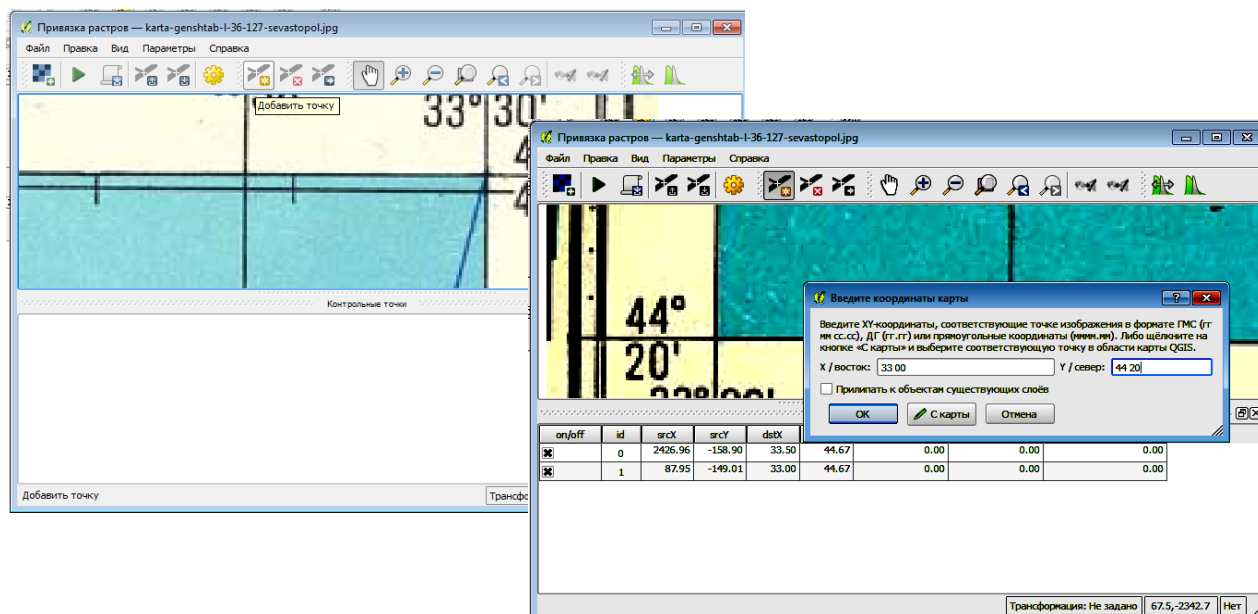 Привязка растров — karta-genshtab-l-36-127-sevastopol.jpg
Файл Правка Вид Параметры Справка
Добавить точку
33° 30'
4
4
Контрольные точки
Добавить точку
Трансфо
Привязка растров — karta-genshtab-l-36-127-sevastopol.jpg
Файл Правка Вид Параметры Справка
44°
20'
Введите координаты карты
Введите XY-координаты, соответствующие точке изображения в формате ГМС (гг
мм сс.сс), ДГ (гг.гг) или прямоугольные координаты (мммм.мм). Либо щёлкните на
кнопке «С карты» и выберите соответствующую точку в области карты QGIS.
X / восток: 33 00 Y / север: 44 20
Прилипать к объектам существующих слоёв
ОК С карты Отмена
on/off id srcX srcY dstX
0 2426.96 -158.90 33.50 44.67 0.00 0.00 0.00
1 87.95 -149.01 33.00 44.67 0.00 0.00 0.00
Трансформация: Не задано 67.5,-2342.7 Нет